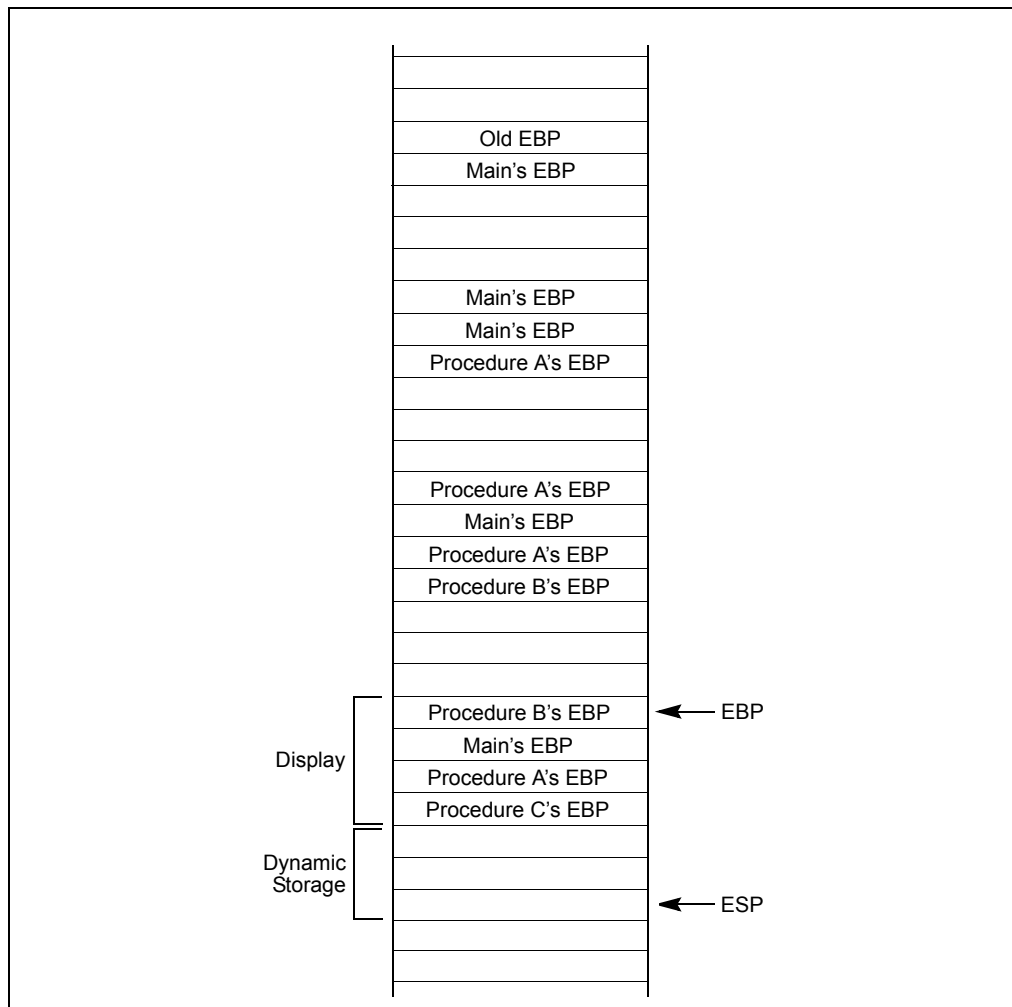 Old EBP
Main’s EBP
Main’s EBP
Main’s EBP
Procedure A’s EBP
Procedure A’s EBP
Main’s EBP
Procedure A’s EBP
Procedure B’s EBP
Procedure B’s EBP
EBP
Display
Main’s EBP
Procedure A’s EBP
Procedure C’s EBP
Dynamic
Storage
ESP